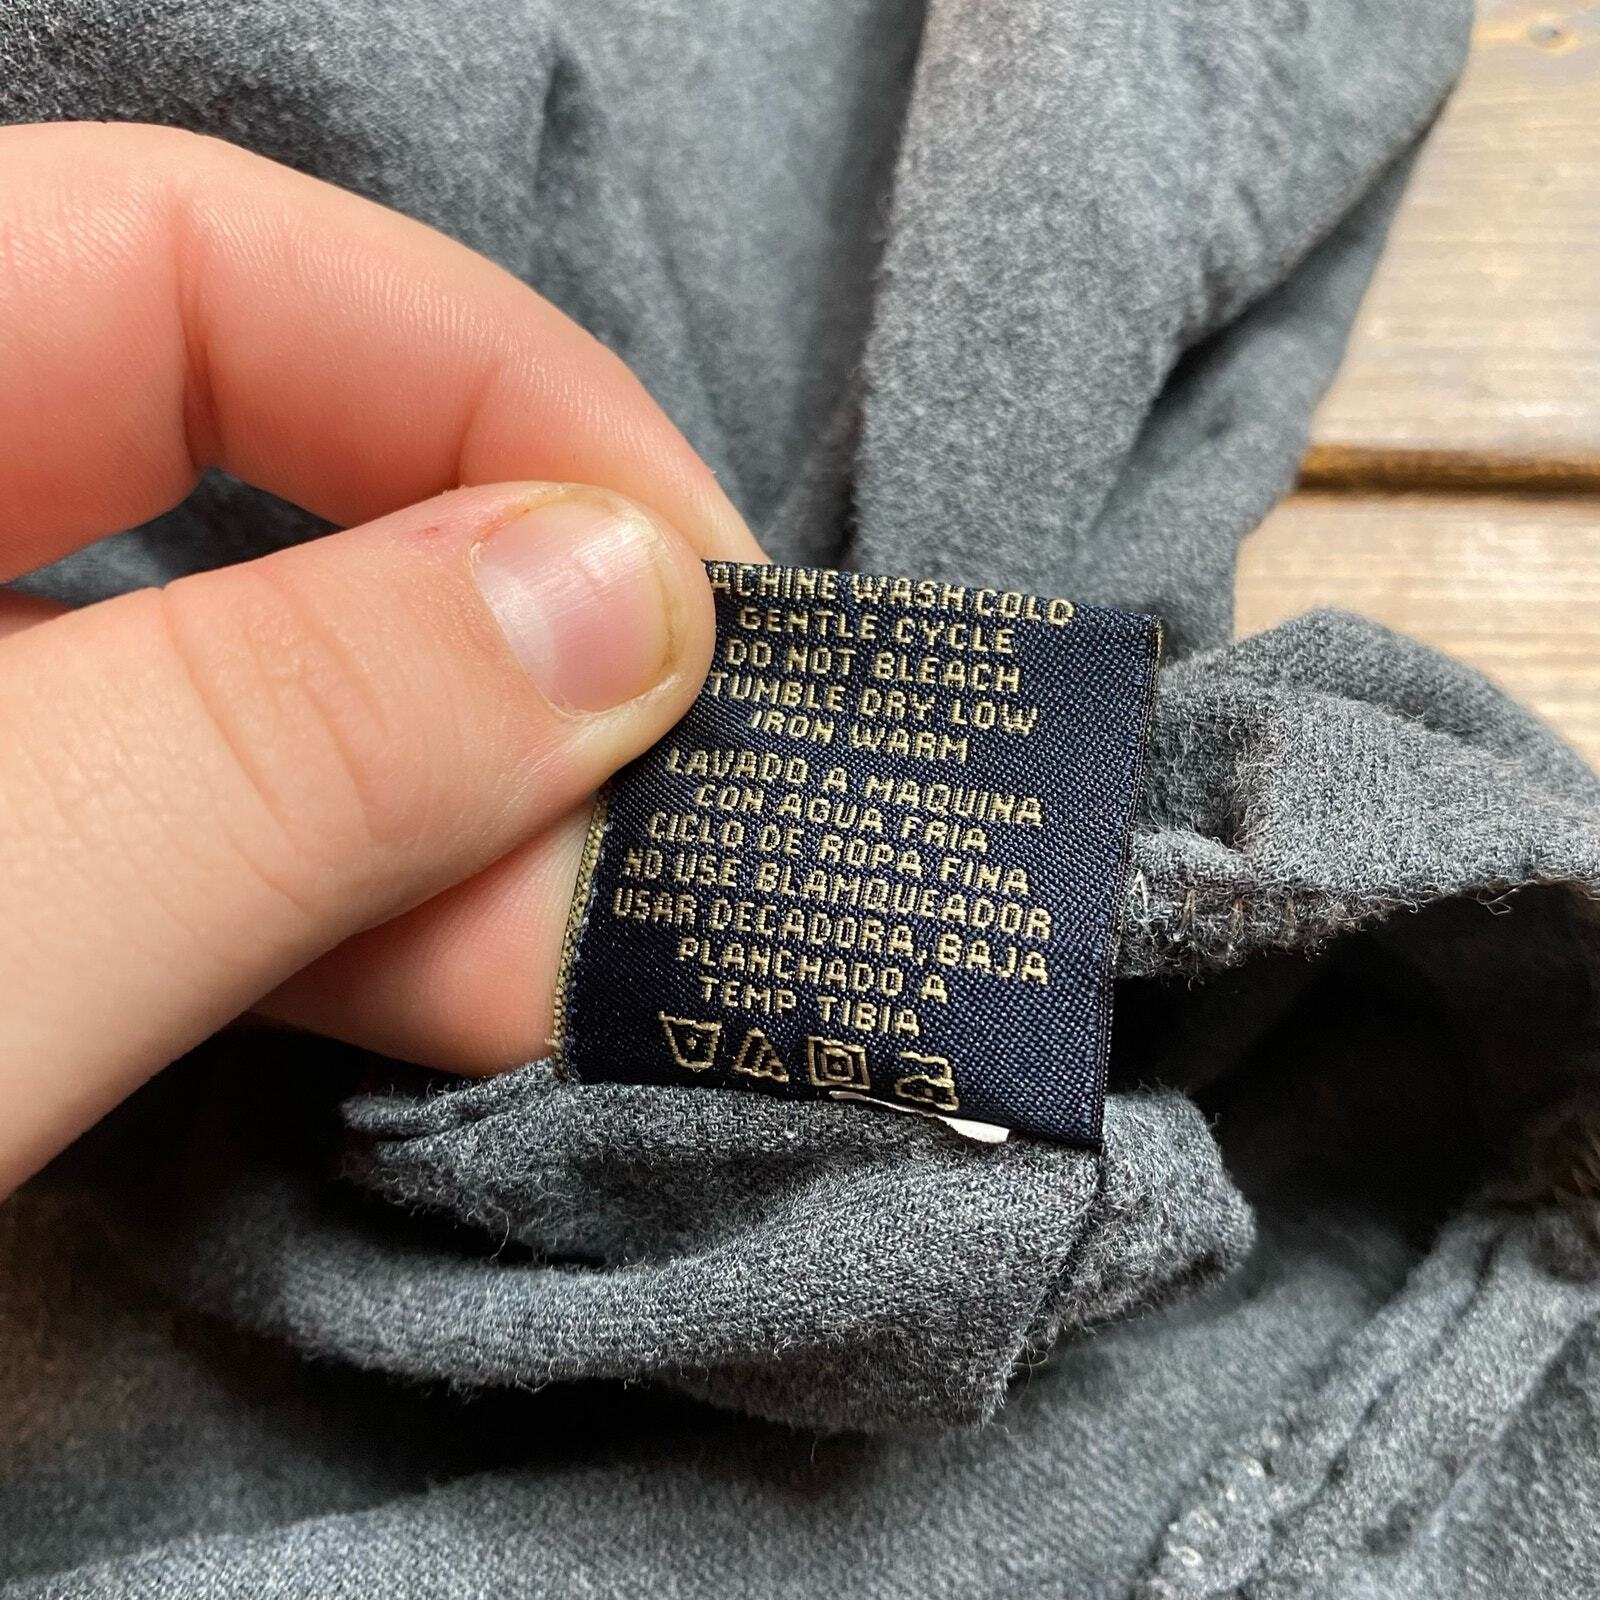 ACHINE WASH COLD
GENTLE CYCLE
DO NOT BLEACH
TUMBLE DRY LOW
IRON WARM
LAVADO A MAQUINA
CON AGUA FRIA
CICLO DE ROPA FINA
NO USE BLANQUEADOR
USAR DECADORA, BAJA
PLANCHADO A
TEMP TIBIA